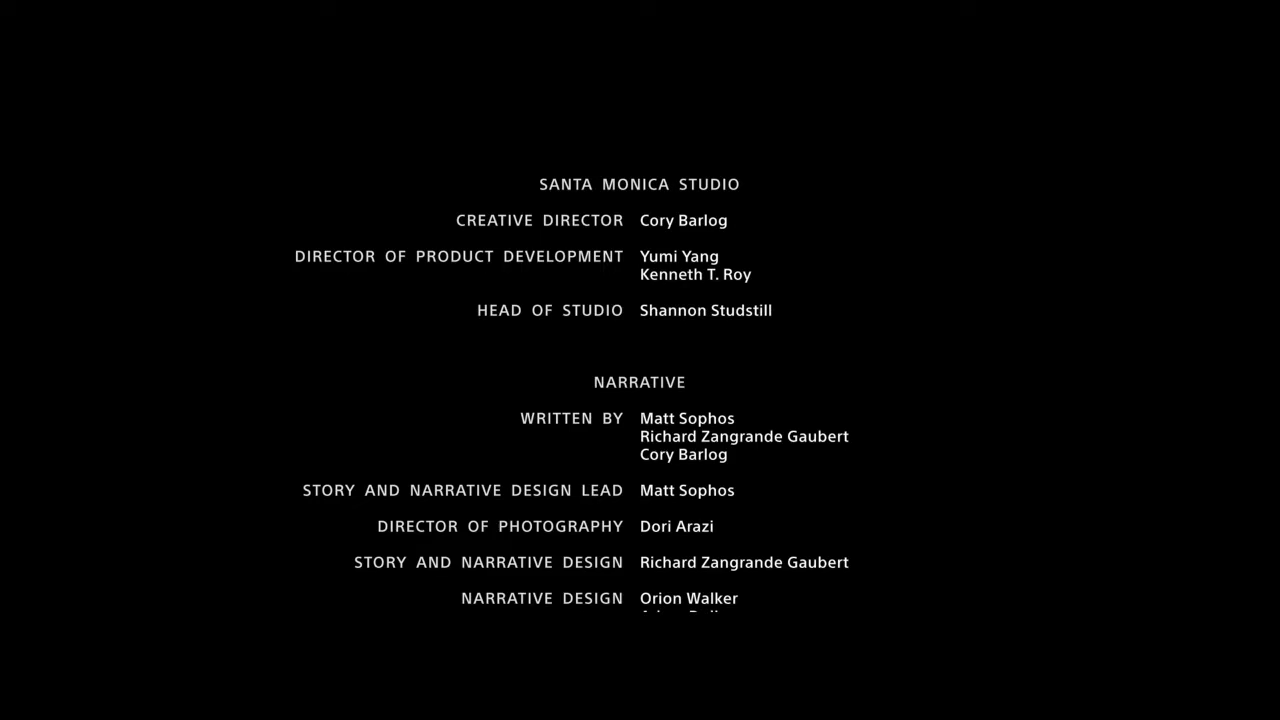 SANTA MONICA STUDIO
CREATIVE DIRECTOR Cory Barlog
DIRECTOR OF PRODUCT DEVELOPMENT Yumi Yang
Kenneth T. Roy
HEAD OF STUDIO Shannon Studstill
NARRATIVE
WRITTEN BY Matt Sophos
Richard Zangrande Gaubert
Cory Barlog
STORY AND NARRATIVE DESIGN LEAD Matt Sophos
DIRECTOR OF PHOTOGRAPHY Dori Arazi
STORY AND NARRATIVE DESIGN Richard Zangrande Gaubert
NARRATIVE DESIGN Orion Walker